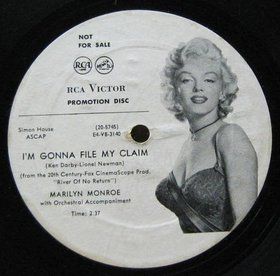 NOT
FOR SALE
RCA
RCA VICTOR
PROMOTION DISC
Simon House
ASCAP
(20-5745)
E4-VB-3140
I'M GONNA FILE MY CLAIM
(Ken Darby-Lionel Newman)
(from the 20th Century-Fox CinemaScope Prod.
"River Of No Return")
MARILYN MONROE
with Orchestral Accompaniment
Time: 2:37